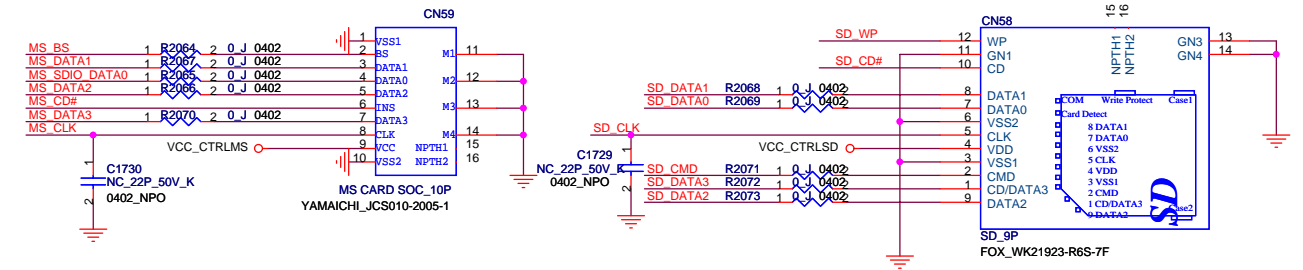 CN59
MS_BS 1 R2064 2 0_J 0402
MS_DATA1 1 R2067 2 0_J 0402
MS_SDIO_DATA0 1 R2065 2 0_J 0402
MS_DATA2 1 R2066 2 0_J 0402
MS_CD#
MS_DATA3 1 R2070 2 0_J 0402
MS_CLK
VCC_CTRLMS
1 VSS1
2 BS
3 DATA1
4 DATA0
5 DATA2
6 INS
7 DATA3
8 CLK
9 VCC
10 VSS2
M1 11
M2 12
M3 13
M4 14
NPTH1 15
NPTH2 16
1
C1730
NC_22P_50V_K
2 0402_NPO
MS CARD SOC_10P
YAMAICHI_JCS010-2005-1
CN58
15 NPTH1
16 NPTH2
SD_WP
SD_CD#
SD_DATA1 R2068 1 0_J 0402 2
SD_DATA0 R2069 1 0_J 0402 2
SD_CLK
VCC_CTRLSD
SD_CMD R2071 1 0_J 0402 2
SD_DATA3 R2072 1 0_J 0402 2
SD_DATA2 R2073 1 0_J 0402 2
1
C1729
NC_22P_50V_K
2 0402_NPO
12 WP
11 GN1
10 CD
8 DATA1
7 DATA0
6 VSS2
5 CLK
4 VDD
3 VSS1
2 CMD
1 CD/DATA3
9 DATA2
GN3 13
GN4 14
COM Write Protect Case1
Card Detect
8 DATA1
7 DATA0
6 VSS2
5 CLK
4 VDD
3 VSS1
2 CMD
1 CD/DATA3
9 DATA2
SD
Case2
SD_9P
FOX_WK21923-R6S-7F